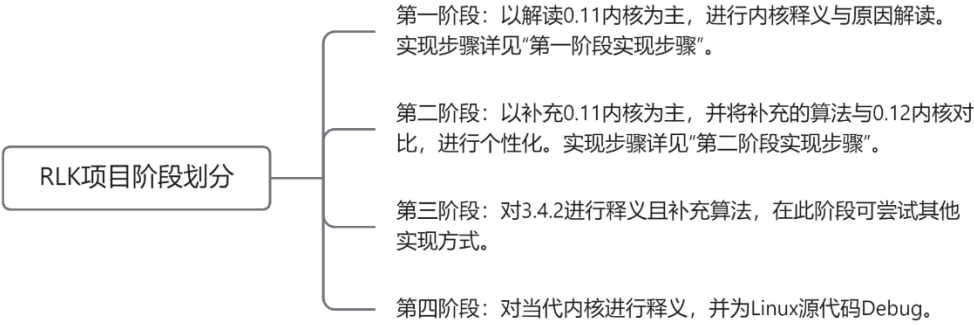 RLK项目阶段划分
第一阶段：以解读0.11内核为主，进行内核释义与原因解读。
实现步骤详见“第一阶段实现步骤”。
第二阶段：以补充0.11内核为主，并将补充的算法与0.12内核对
比，进行个性化。实现步骤详见“第二阶段实现步骤”。
第三阶段：对3.4.2进行释义且补充算法，在此阶段可尝试其他
实现方式。
第四阶段：对当代内核进行释义，并为Linux源代码Debug。